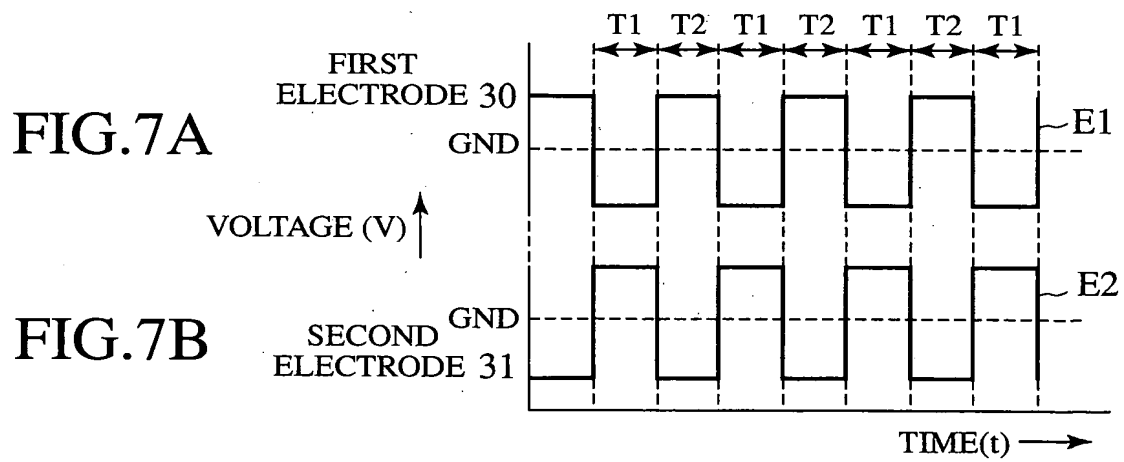 T1 T2 T1 T2 T1 T2 T1
FIRST
ELECTRODE 30
E1
FIG.7A
GND
VOLTAGE (V)
E2
GND
FIG.7B
SECOND
ELECTRODE 31
TIME(t)